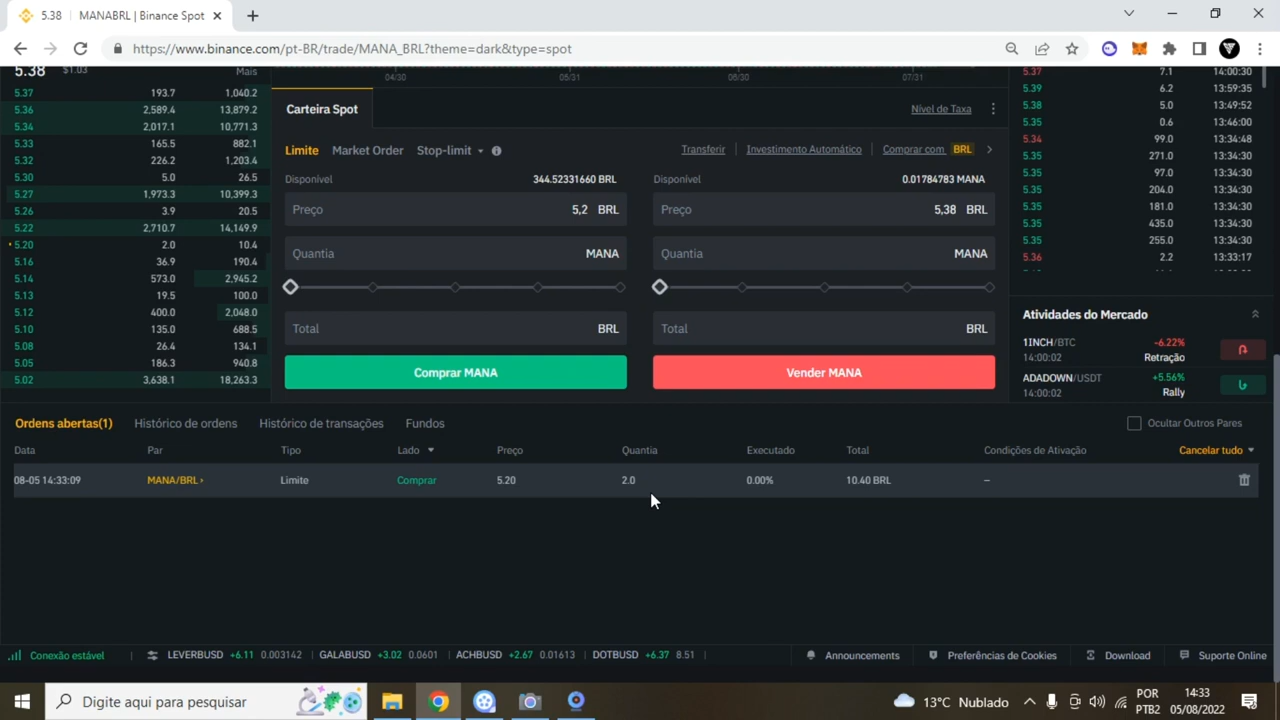 5.38 MANABRL | Binance Spot
https://www.binance.com/pt-BR/trade/MANA_BRL?theme=dark&type=spot
5.38 $1.03 Mais
5.37 193.7 1,040.2
5.36 2,589.4 13,879.2
5.34 2,017.1 10,771.3
5.33 165.5 882.1
5.32 226.2 1,203.4
5.30 5.0 26.5
5.27 1,973.3 10,399.3
5.26 3.9 20.5
5.22 2,710.7 14,149.9
5.20 2.0 10.4
5.16 36.9 190.4
5.14 573.0 2,945.2
5.13 19.5 100.0
5.12 400.0 2,048.0
5.10 135.0 688.5
5.08 26.4 134.1
5.05 186.3 940.8
5.02 3,638.1 18,263.3
04/30 05/31 06/30 07/31
Carteira Spot Nível de Taxa
Limite Market Order Stop-limit Transferir Investimento Automático Comprar com BRL
Disponível 344.52331660 BRL Disponível 0.01784783 MANA
Preço 5,2 BRL Preço 5,38 BRL
Quantia MANA Quantia MANA
Total BRL Total BRL
Comprar MANA Vender MANA
5.37 7.1 14:00:30
5.39 6.2 13:59:35
5.38 5.0 13:49:52
5.35 0.6 13:46:00
5.34 99.0 13:34:48
5.35 271.0 13:34:30
5.35 97.0 13:34:30
5.35 204.0 13:34:30
5.35 181.0 13:34:30
5.35 435.0 13:34:30
5.35 255.0 13:34:30
5.36 2.2 13:33:17
Atividades do Mercado
1INCH/BTC -6.22%
14:00:02 Retração
ADADOWN/USDT +5.56%
14:00:02 Rally
Ordens abertas(1) Histórico de ordens Histórico de transações Fundos Ocultar Outros Pares
Data Par Tipo Lado Preço Quantia Executado Total Condições de Ativação Cancelar tudo
08-05 14:33:09 MANA/BRL › Limite Comprar 5.20 2.0 0.00% 10.40 BRL –
Conexão estável LEVERBUSD +6.11 0.003142 GALABUSD +3.02 0.0601 ACHBUSD +2.67 0.01613 DOTBUSD +6.37 8.51 Announcements Preferências de Cookies Download Suporte Online
Digite aqui para pesquisar 13°C Nublado POR 14:33
PTB2 05/08/2022